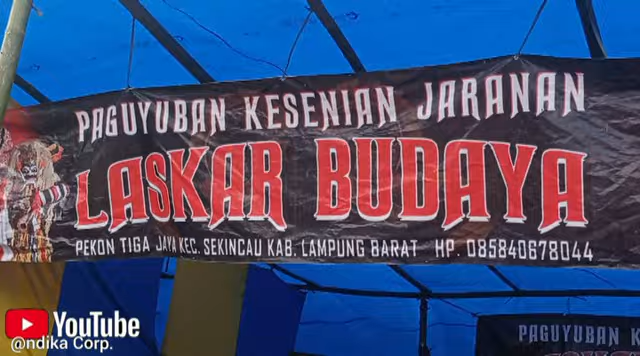 PAGUYUBAN KESENIAN JARANAN
LASKAR BUDAYA
PEKON TIGA JAYA KEC. SEKINCAU KAB. LAMPUNG BARAT HP. 085840678044
YouTube
@ndika Corp.
PAGUYUBAN K